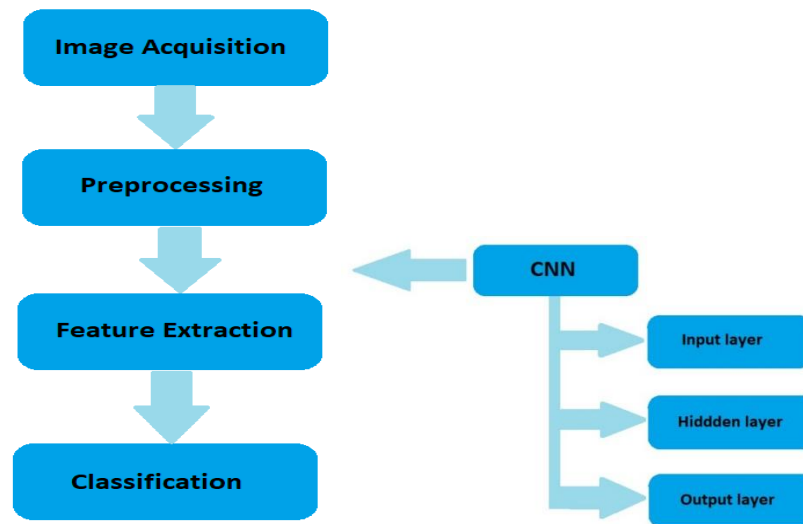 Image Acquisition
Preprocessing
Feature Extraction
Classification
CNN
Input layer
Hiddden layer
Output layer